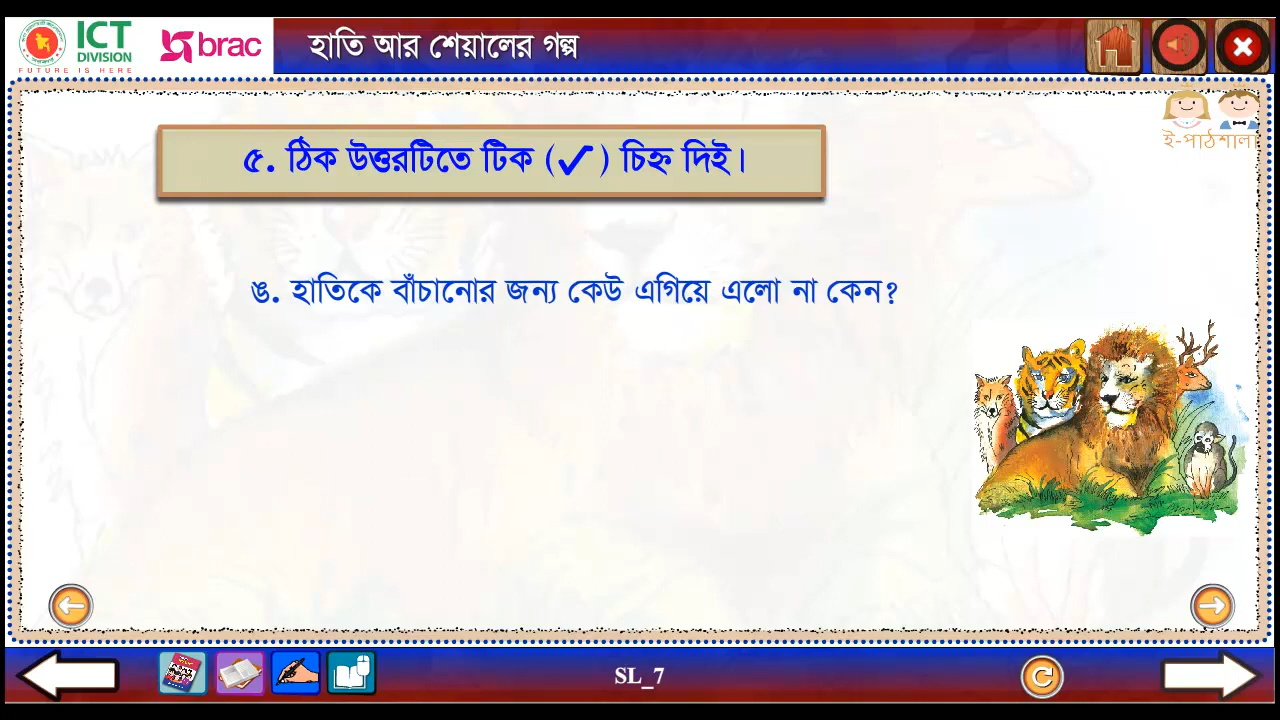 ICT
DIVISION
FUTURE IS HERE
brac
হাতি আর শেয়ালের গল্প
ই-পাঠশালা
৫. ঠিক উত্তরটিতে টিক (✓) চিহ্ন দিই।
ঙ. হাতিকে বাঁচানোর জন্য কেউ এগিয়ে এলো না কেন?
SL_7